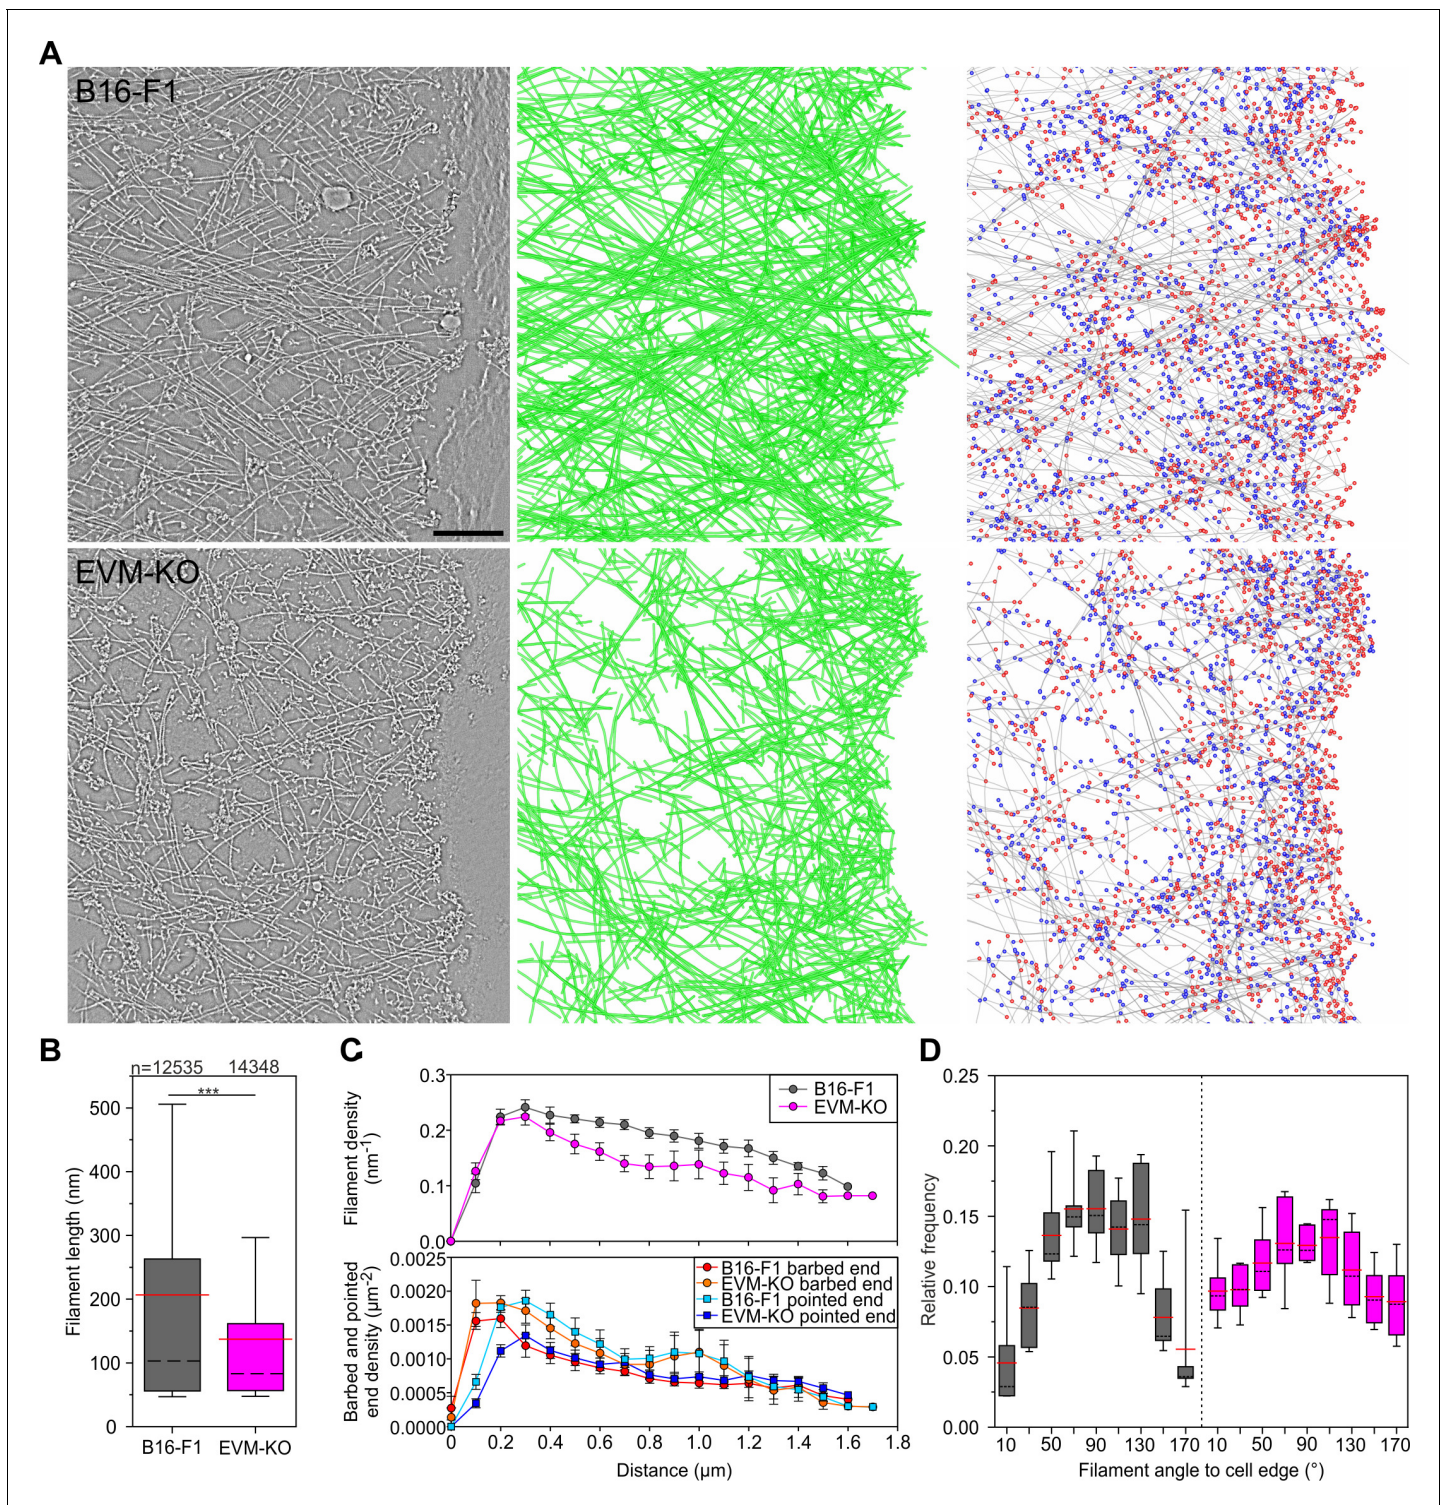 A
B16-F1
EVM-KO
B
n=12535 14348
***
500
400
300
200
100
0
Filament length (nm)
B16-F1 EVM-KO
C
0.3
0.2
0.1
0.0
Filament density
(nm-1)
B16-F1
EVM-KO
0.0025
0.0020
0.0015
0.0010
0.0005
0.0000
Barbed and pointed
end density (µm-2)
B16-F1 barbed end
EVM-KO barbed end
B16-F1 pointed end
EVM-KO pointed end
0 0.2 0.4 0.6 0.8 1.0 1.2 1.4 1.6 1.8
Distance (µm)
D
0.25
0.20
0.15
0.10
0.05
0.00
Relative frequency
10 50 90 130 170 10 50 90 130 170
Filament angle to cell edge (°)